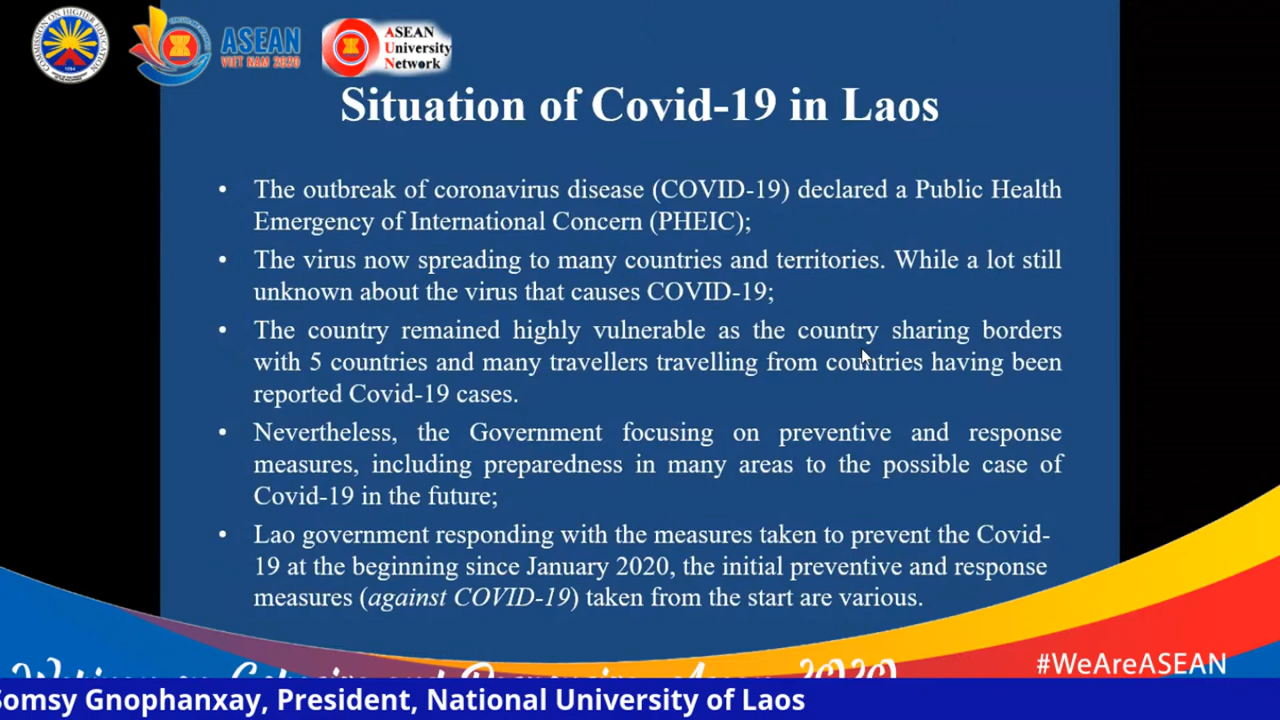 ASEAN
VIET NAM 2020
ASEAN
University
Network
Situation of Covid-19 in Laos
• The outbreak of coronavirus disease (COVID-19) declared a Public Health
Emergency of International Concern (PHEIC);
• The virus now spreading to many countries and territories. While a lot still
unknown about the virus that causes COVID-19;
• The country remained highly vulnerable as the country sharing borders
with 5 countries and many travellers travelling from countries having been
reported Covid-19 cases.
• Nevertheless, the Government focusing on preventive and response
measures, including preparedness in many areas to the possible case of
Covid-19 in the future;
• Lao government responding with the measures taken to prevent the Covid-
19 at the beginning since January 2020, the initial preventive and response
measures (against COVID-19) taken from the start are various.
#WeAreASEAN
Somsy Gnophanxay, President, National University of Laos